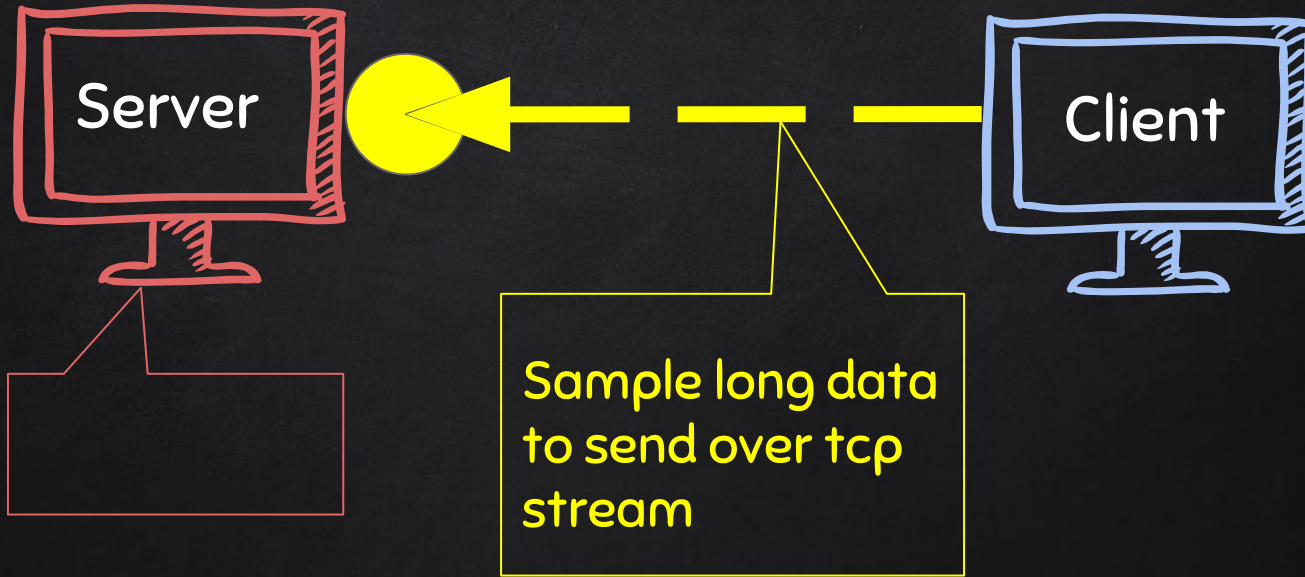 Server
Client
Sample long data
to send over tcp
stream